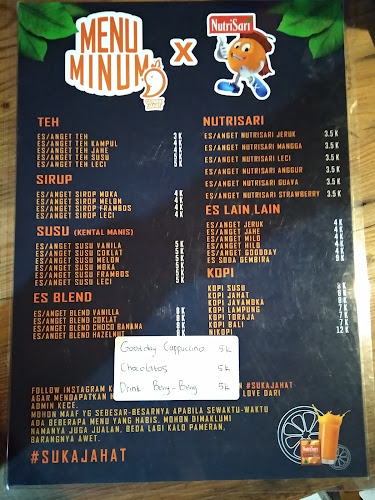 MENU
MINUM
X
NutriSari
TEH
ES/ANGET TEH 3K
ES/ANGET TEH KAMPUL 4K
ES/ANGET TEH JAHE 4K
ES/ANGET TEH SUSU 5K
ES/ANGET TEH LECI 5K
SIRUP
ES/ANGET SIROP MOKA 4K
ES/ANGET SIROP MELON 4K
ES/ANGET SIROP FRAMBOS 4K
ES/ANGET SIROP LECI 4K
SUSU (KENTAL MANIS)
ES/ANGET SUSU VANILA 5K
ES/ANGET SUSU COKLAT 5K
ES/ANGET SUSU MELON 5K
ES/ANGET SUSU MOKA 5K
ES/ANGET SUSU FRAMBOS 5K
ES/ANGET SUSU LECI 5K
ES BLEND
ES/ANGET BLEND VANILLA 8K
ES/ANGET BLEND COKLAT 8K
ES/ANGET BLEND CHOCO BANANA 8K
ES/ANGET BLEND HAZELNUT
NUTRISARI
ES/ANGET NUTRISARI JERUK 3.5K
ES/ANGET NUTRISARI MANGGA 3.5K
ES/ANGET NUTRISARI LECI 3.5K
ES/ANGET NUTRISARI ANGGUR 3.5K
ES/ANGET NUTRISARI GUAVA 3.5K
ES/ANGET NUTRISARI STRAWBERRY 3.5K
ES LAIN LAIN
ES/ANGET JERUK 4K
ES/ANGET JAHE 4K
ES/ANGET MILO
ES/ANGET HILO
ES/ANGET GOODDAY
ES SODA GEMBIRA
KOPI
KOPI SUSU
KOPI JAHAT
KOPI JAVAMOKA
KOPI LAMPUNG
KOPI TORAJA
KOPI BALI
NIKOPI 12K
Goodday Cappucino 5k
Chocolatos 5k
Drink Beng-Beng 5k
FOLLOW INSTAGRAM
#SUKAJAHAT
AGAR MENDAPATKAN
LOVE DARI
ADMIN KECE.
MOHON MAAF YG SEBESAR-BESARNYA APABILA SEWAKTU-WAKTU
ADA BEBERAPA MENU YANG HABIS, MOHON DIMAKLUMI
NAMANYA JUGA JUALAN, BEDA LAGI KALO PAMERAN,
BARANGNYA AWET.
#SUKAJAHAT